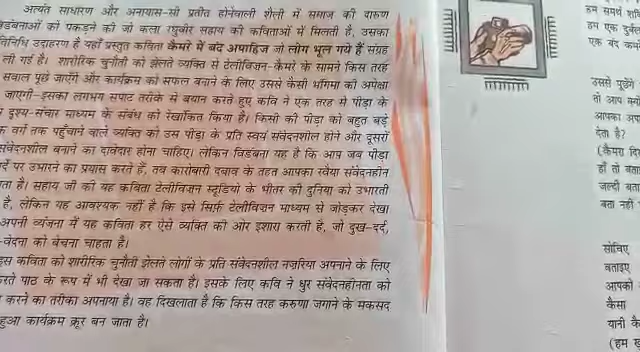 अत्यंत साधारण और अनायास-सी प्रतीत होनेवाली शैली में समाज की दारुण
विडंबनाओं को पकड़ने की जो कला रघुवीर सहाय की कविताओं में मिलती है, उसका
प्रतिनिधि उदाहरण है यहाँ प्रस्तुत कविता कैमरे में बंद अपाहिज जो लोग भूल गये हैं संग्रह
ली गई है। शारीरिक चुनौती को झेलते व्यक्ति से टेलीविज़न-कैमरे के सामने किस तरह
सवाल पूछे जाएँगे और कार्यक्रम को सफल बनाने के लिए उससे कैसी भंगिमा की अपेक्षा
जाएगी—इसका लगभग सपाट तरीके से बयान करते हुए कवि ने एक तरह से पीड़ा के
दृश्य-संचार माध्यम के संबंध को रेखांकित किया है। किसी की पीड़ा को बहुत बड़े
वर्ग तक पहुँचाने वाले व्यक्ति को उस पीड़ा के प्रति स्वयं संवेदनशील होने और दूसरों
संवेदनशील बनाने का दावेदार होना चाहिए। लेकिन विडंबना यह है कि आप जब पीड़ा
पर्दे पर उभारने का प्रयास करते हैं, तब कारोबारी दबाव के तहत आपका रवैया संवेदनहीन
ता है। सहाय जी की यह कविता टेलीविज़न स्टूडियो के भीतर की दुनिया को उभारती
है, लेकिन यह आवश्यक नहीं है कि इसे सिर्फ़ टेलीविज़न माध्यम से जोड़कर देखा
अपनी व्यंजना में यह कविता हर ऐसे व्यक्ति की ओर इशारा करती है, जो दुख-दर्द,
-वेदना को बेचना चाहता है।
इस कविता को शारीरिक चुनौती झेलते लोगों के प्रति संवेदनशील नज़रिया अपनाने के लिए
करते पाठ के रूप में भी देखा जा सकता है। इसके लिए कवि ने धुर संवेदनहीनता को
करने का तरीका अपनाया है। वह दिखलाता है कि किस तरह करुणा जगाने के मकसद
हुआ कार्यक्रम क्रूर बन जाता है।
हम समर्थ शक्ति
हम एक दुर्बल
एक बंद कमरे
उससे पूछेंगे
तो आप
आपका अपा
देता है?
(कैमरा दि
हाँ तो बता
जल्दी बता
बता नहीं
सोचिए
बताइए
आपको
कैसा
यानी कै
(हम